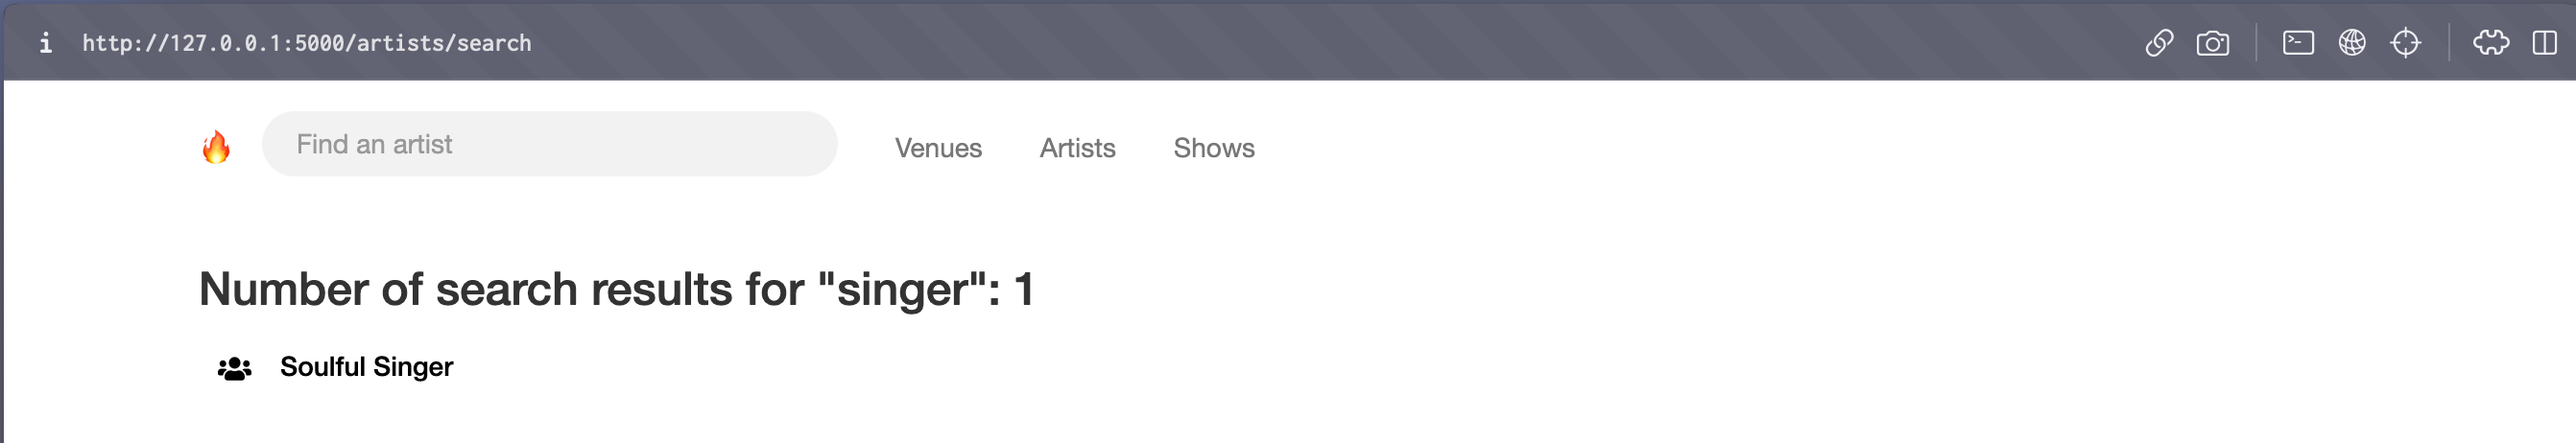 http://127.0.0.1:5000/artists/search
Find an artist Venues Artists Shows
Number of search results for "singer": 1
Soulful Singer